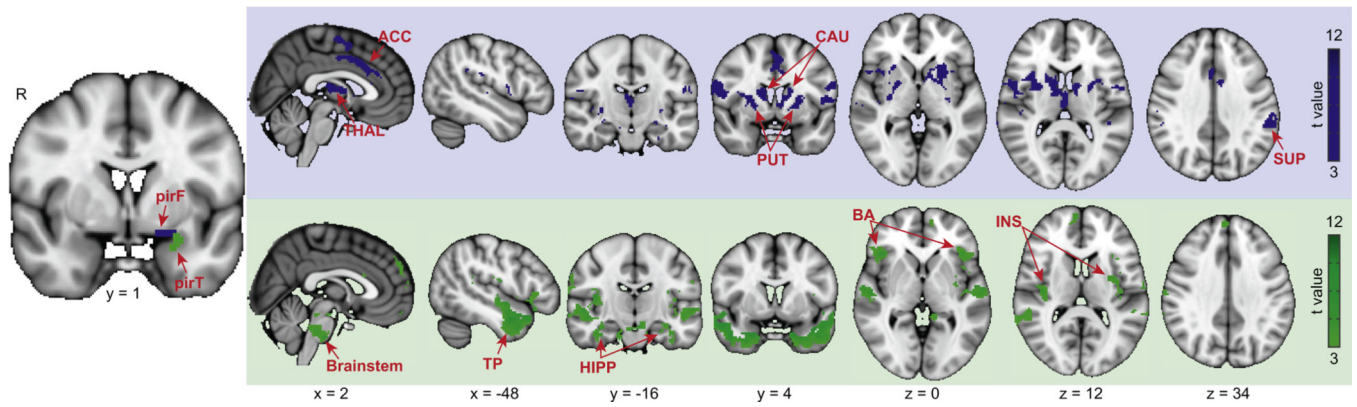 R
pirF
pirT
y = 1
ACC
THAL
CAU
PUT
SUP
12
t value
3
Brainstem
TP
HIPP
BA
INS
12
t value
3
x = 2
x = -48
y = -16
y = 4
z = 0
z = 12
z = 34